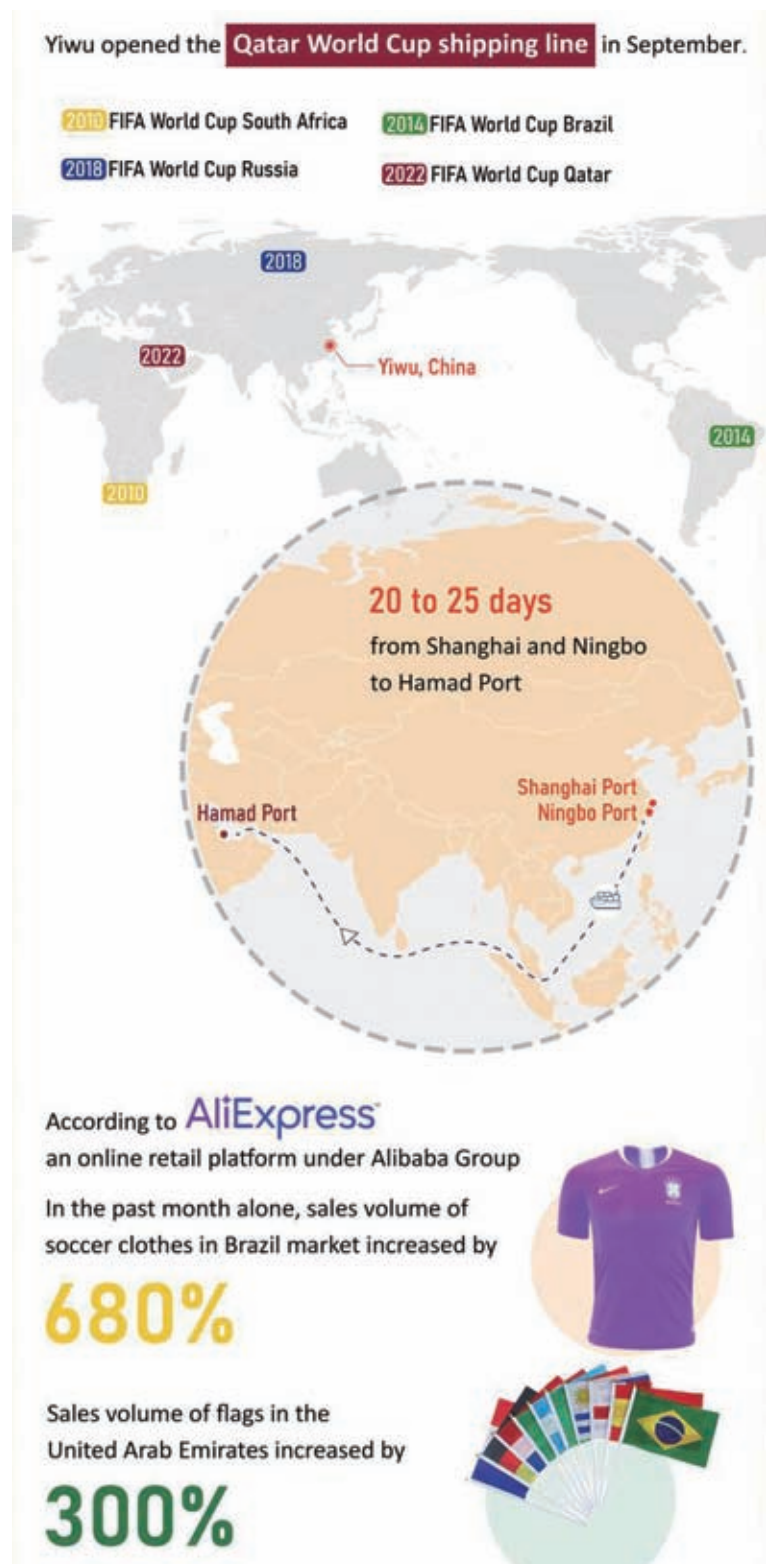 Yiwu opened the Qatar World Cup shipping line in September.
2010 FIFA World Cup South Africa
2014 FIFA World Cup Brazil
2018 FIFA World Cup Russia
2022 FIFA World Cup Qatar
2018
2022
Yiwu, China
2014
2010
20 to 25 days
from Shanghai and Ningbo
to Hamad Port
Shanghai Port
Hamad Port
Ningbo Port
According to AliExpress
an online retail platform under Alibaba Group
In the past month alone, sales volume of
soccer clothes in Brazil market increased by
680%
Sales volume of flags in the
United Arab Emirates increased by
300%